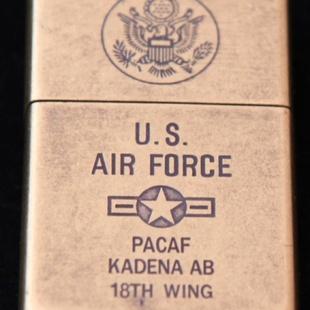 U.S.
AIR FORCE
PACAF
KADENA AB
18TH WING